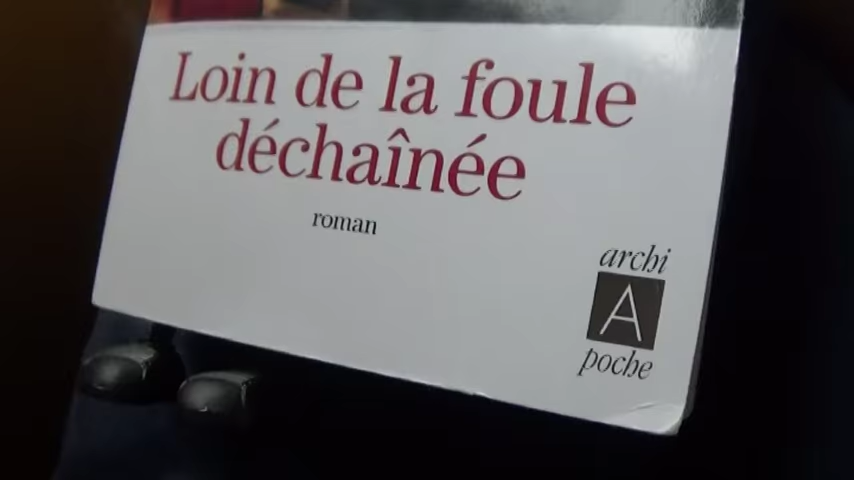 Loin de la foule
déchaînée
roman
archi
A
poche